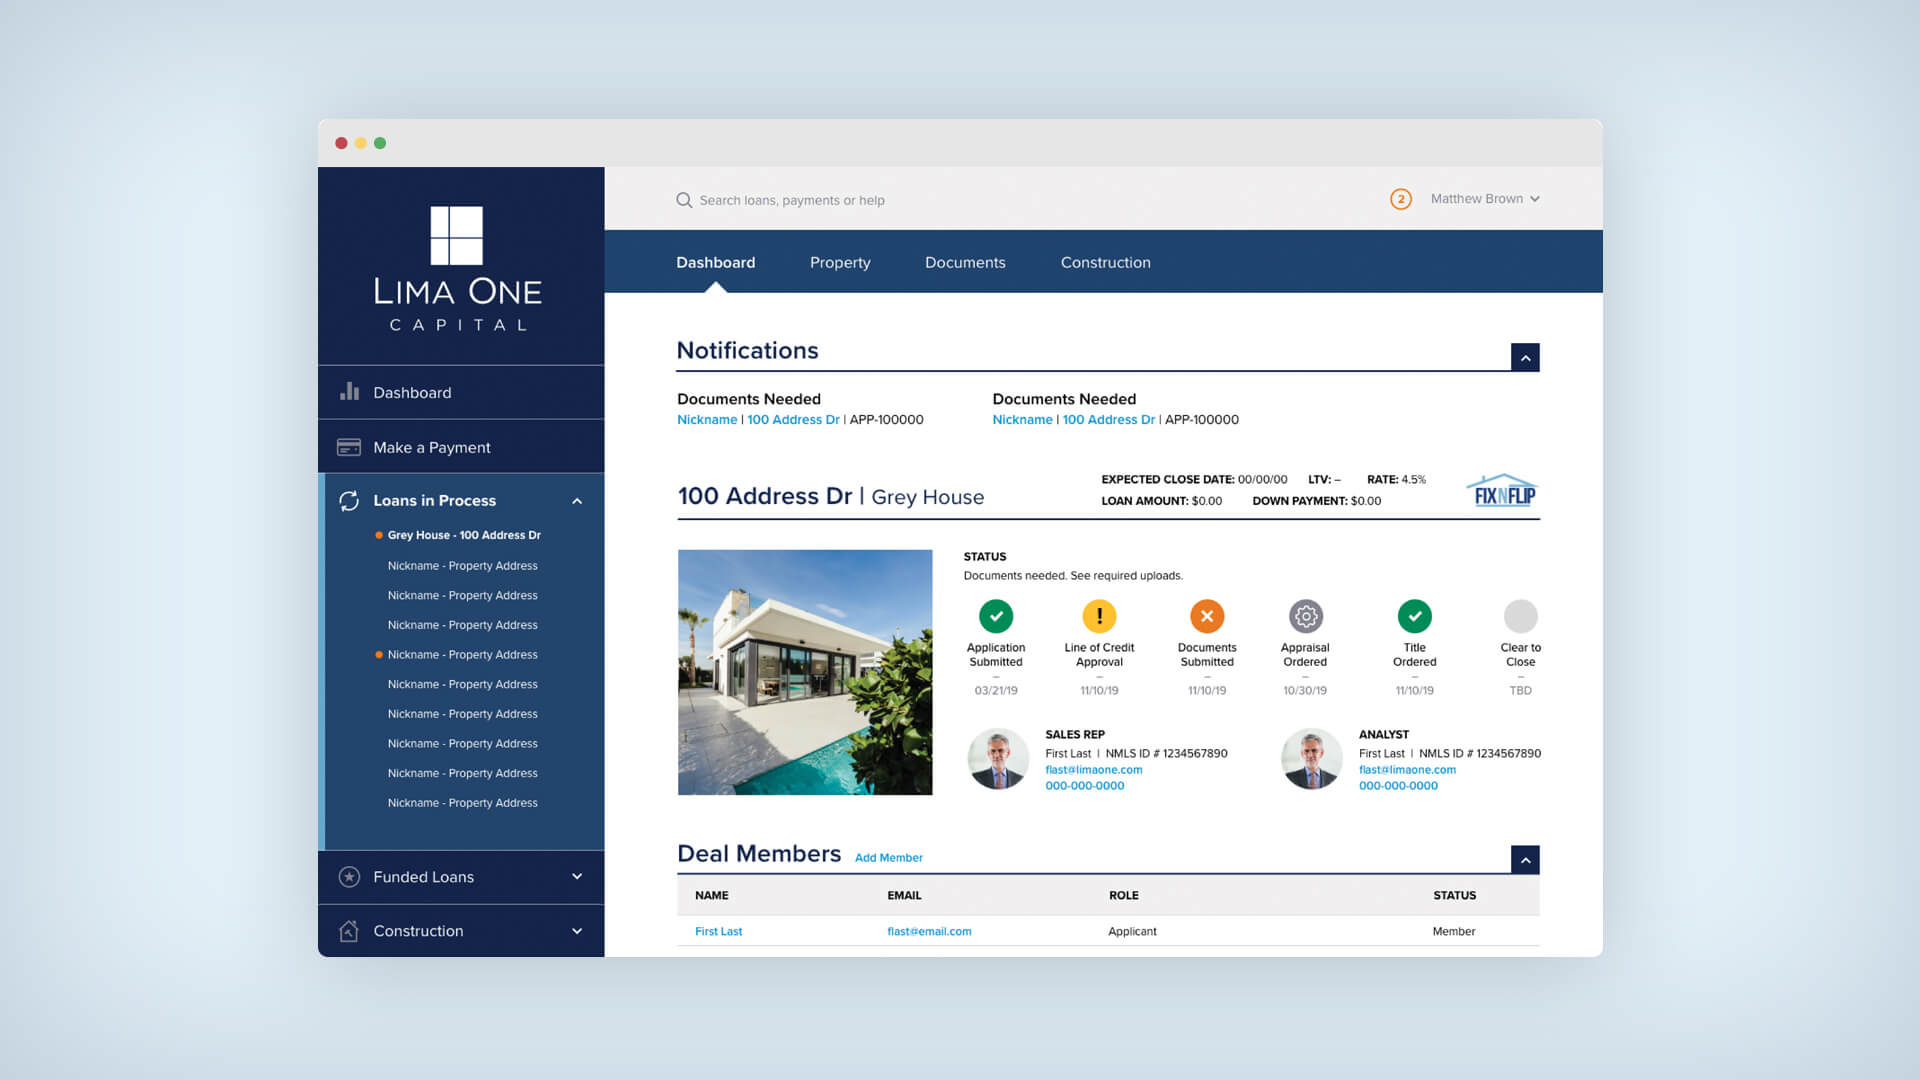 LIMA ONE
CAPITAL
Dashboard
Make a Payment
Loans in Process
Grey House - 100 Address Dr
Nickname - Property Address
Nickname - Property Address
Nickname - Property Address
Nickname - Property Address
Nickname - Property Address
Nickname - Property Address
Nickname - Property Address
Nickname - Property Address
Nickname - Property Address
Funded Loans
Construction
Search loans, payments or help
2 Matthew Brown
Dashboard Property Documents Construction
Notifications
Documents Needed
Nickname | 100 Address Dr | APP-100000
Documents Needed
Nickname | 100 Address Dr | APP-100000
100 Address Dr | Grey House
EXPECTED CLOSE DATE: 00/00/00 LTV: – RATE: 4.5%
LOAN AMOUNT: $0.00 DOWN PAYMENT: $0.00
FIXNFLIP
STATUS
Documents needed. See required uploads.
Application
Submitted
–
03/21/19
!
Line of Credit
Approval
–
11/10/19
Documents
Submitted
–
11/10/19
Appraisal
Ordered
–
10/30/19
Title
Ordered
–
11/10/19
Clear to
Close
–
TBD
SALES REP
First Last | NMLS ID # 1234567890
flast@limaone.com
000-000-0000
ANALYST
First Last | NMLS ID # 1234567890
flast@limaone.com
000-000-0000
Deal Members Add Member
NAME EMAIL ROLE STATUS
First Last flast@email.com Applicant Member